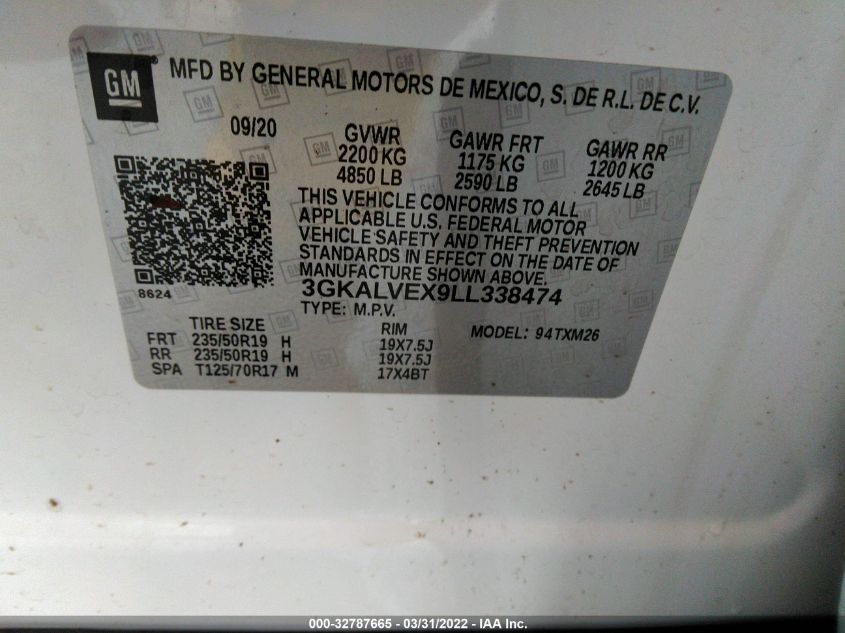 GM
MFD BY GENERAL MOTORS DE MEXICO, S. DE R.L. DE C.V.
09/20
GVWR
2200 KG
4850 LB
GAWR FRT
1175 KG
2590 LB
GAWR RR
1200 KG
2645 LB
THIS VEHICLE CONFORMS TO ALL
APPLICABLE U.S. FEDERAL MOTOR
VEHICLE SAFETY AND THEFT PREVENTION
STANDARDS IN EFFECT ON THE DATE OF
MANUFACTURE SHOWN ABOVE.
8624
3GKALVEX9LL338474
TYPE: M.P.V.
TIRE SIZE RIM MODEL: 94TXM26
FRT 235/50R19 H 19X7.5J
RR 235/50R19 H 19X7.5J
SPA T125/70R17 M 17X4BT
000-32787665 - 03/31/2022 - IAA Inc.